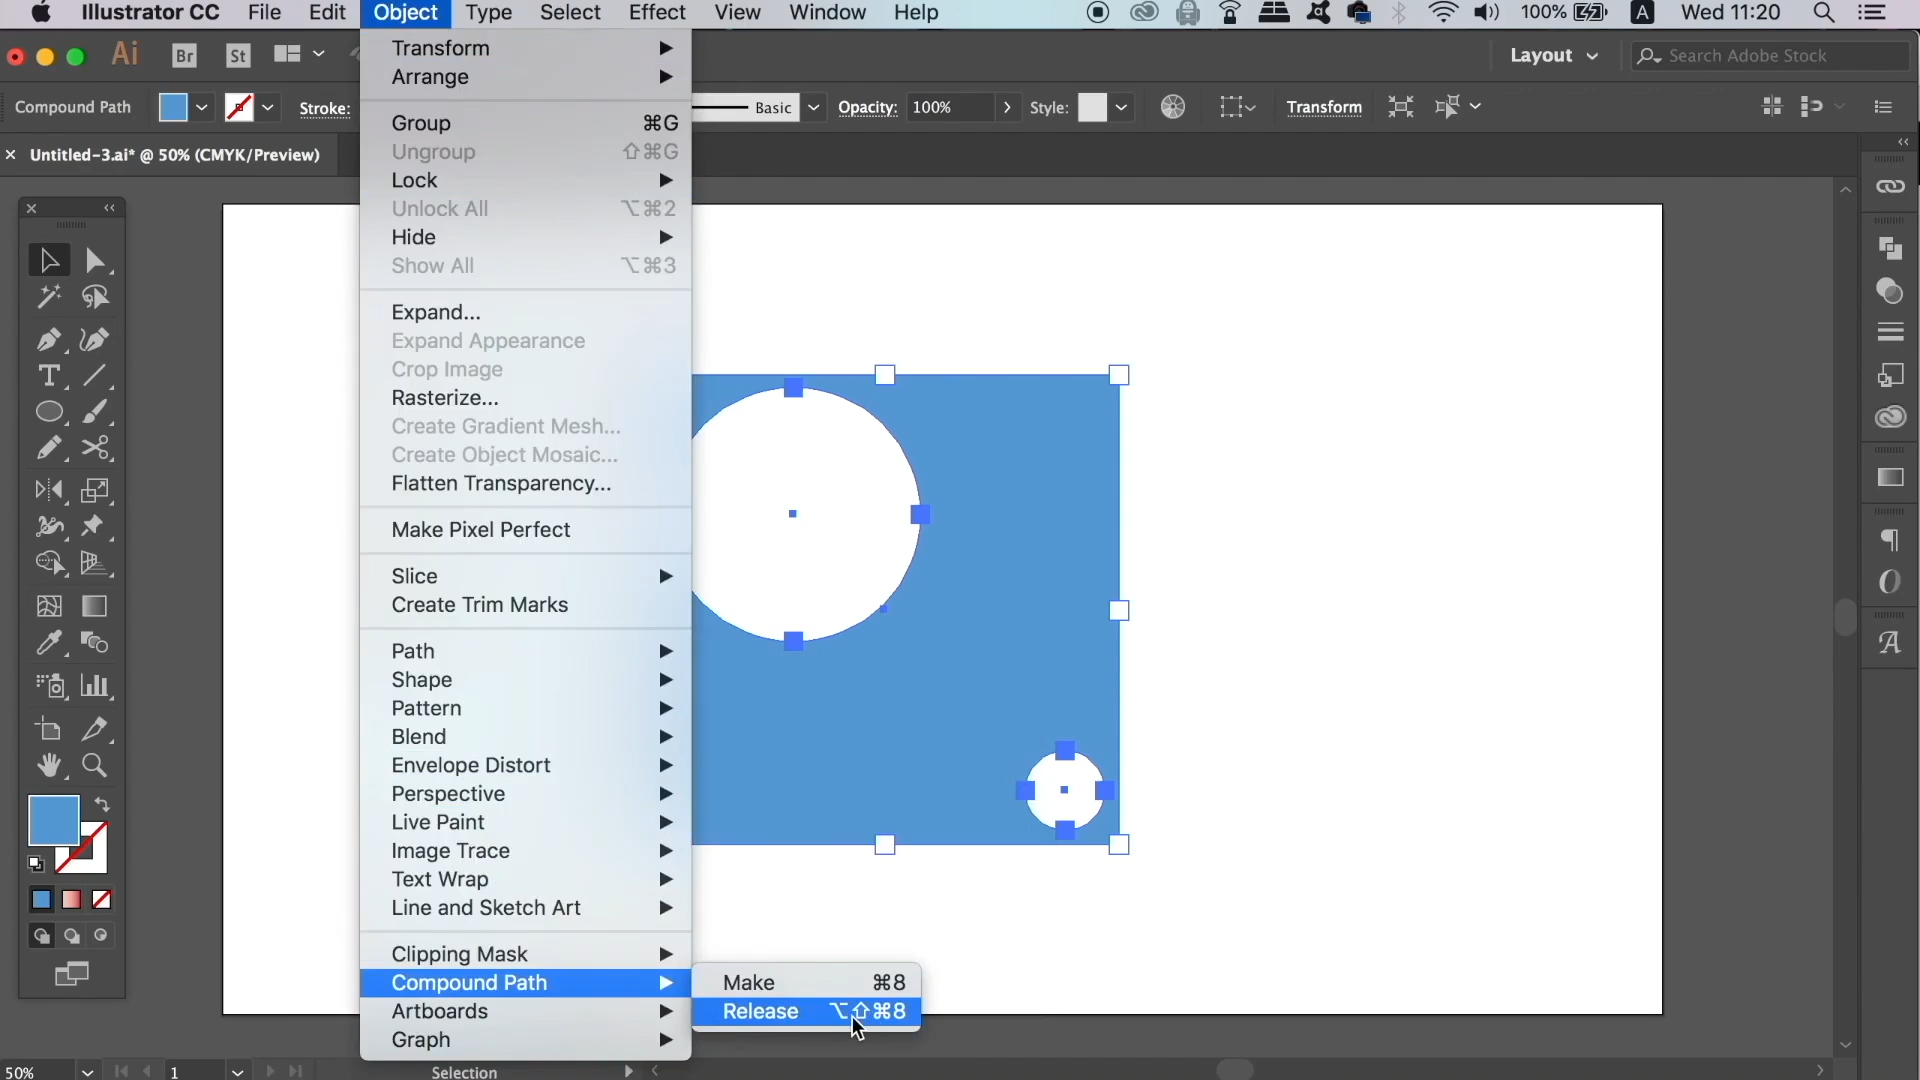 Illustrator CC File Edit Object Type Select Effect View Window Help 100% A Wed 11:20
Ai Br St Layout Search Adobe Stock
Compound Path Stroke: Basic Opacity: 100% Style: Transform
Untitled-3.ai* @ 50% (CMYK/Preview)
Transform
Arrange
Group ⌘G
Ungroup ⇧⌘G
Lock
Unlock All ⌥⌘2
Hide
Show All ⌥⌘3
Expand...
Expand Appearance
Crop Image
Rasterize...
Create Gradient Mesh...
Create Object Mosaic...
Flatten Transparency...
Make Pixel Perfect
Slice
Create Trim Marks
Path
Shape
Pattern
Blend
Envelope Distort
Perspective
Live Paint
Image Trace
Text Wrap
Line and Sketch Art
Clipping Mask
Compound Path
Artboards
Graph
Make ⌘8
Release ⌥⇧⌘8
50% 1 Selection